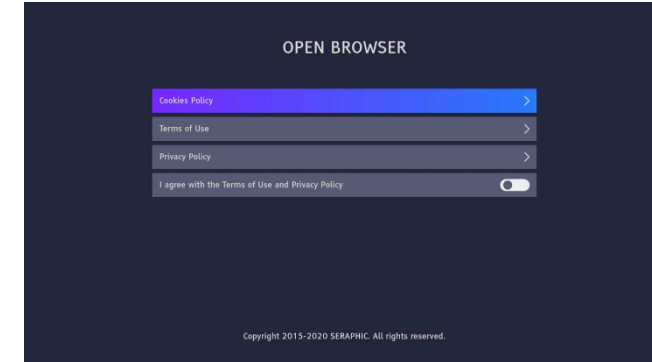 OPEN BROWSER
Cookies Policy
Terms of Use
Privacy Policy
I agree with the Terms of Use and Privacy Policy
Copyright 2015-2020 SERAPHIC. All rights reserved.